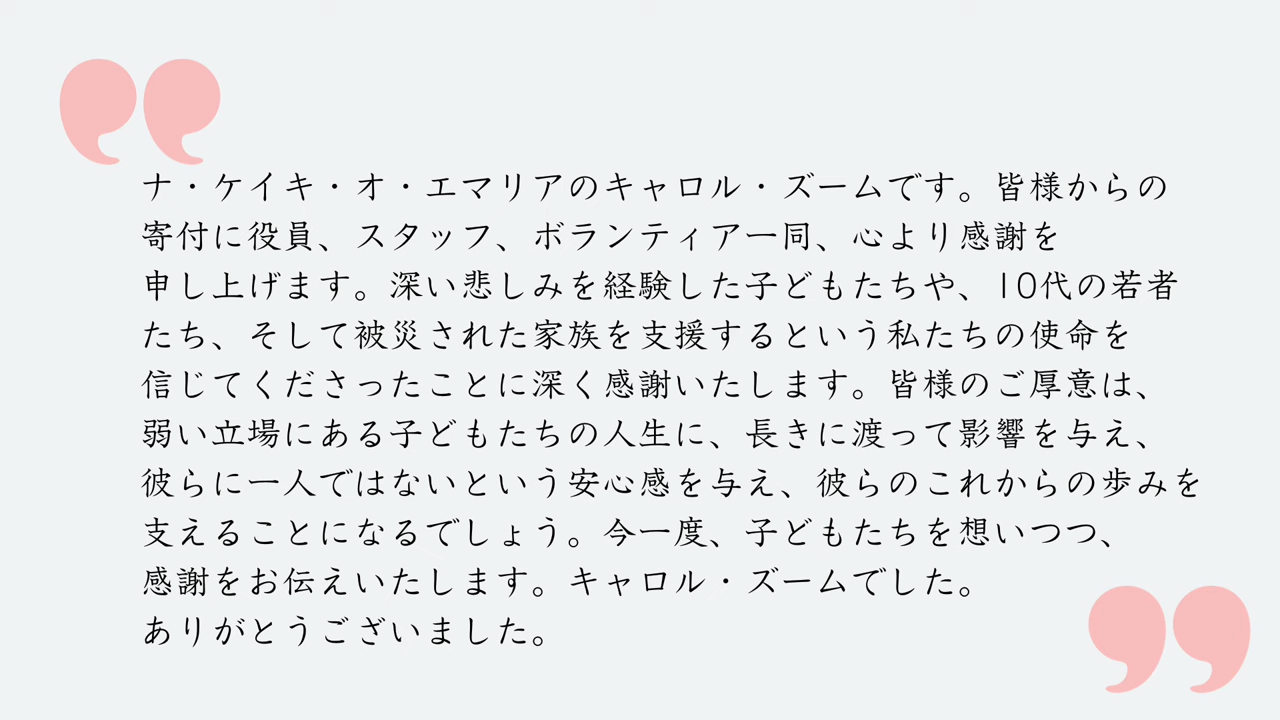 ナ・ケイキ・オ・エマリアのキャロル・ズームです。皆様からの
寄付に役員、スタッフ、ボランティア一同、心より感謝を
申し上げます。深い悲しみを経験した子どもたちや、10代の若者
たち、そして被災された家族を支援するという私たちの使命を
信じてくださったことに深く感謝いたします。皆様のご厚意は、
弱い立場にある子どもたちの人生に、長きに渡って影響を与え、
彼らに一人ではないという安心感を与え、彼らのこれからの歩みを
支えることになるでしょう。今一度、子どもたちを想いつつ、
感謝をお伝えいたします。キャロル・ズームでした。
ありがとうございました。